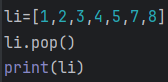 li=[1,2,3,4,5,7,8]
li.pop()
print(li)